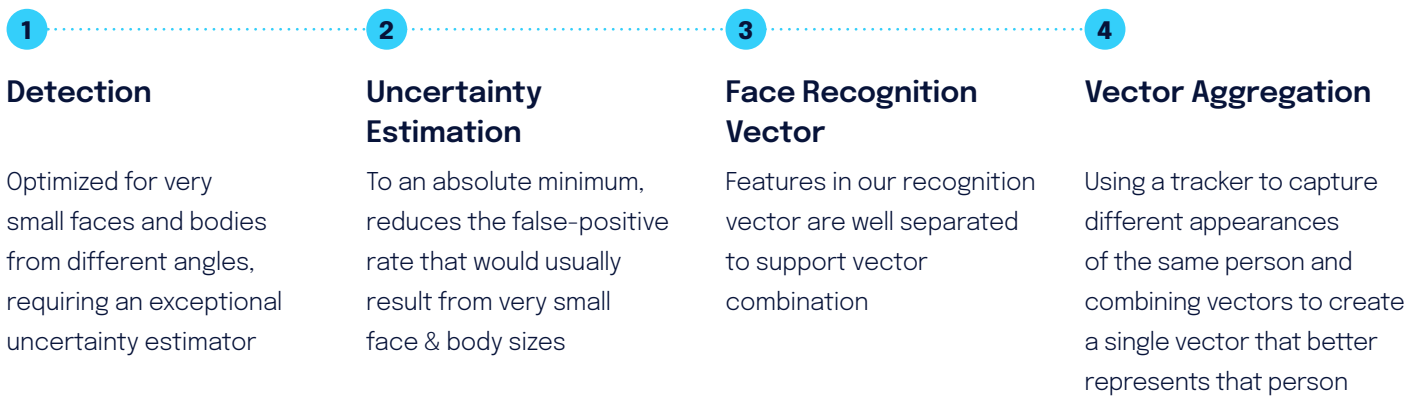 1
2
3
4
Detection
Uncertainty
Estimation
Face Recognition
Vector
Vector Aggregation
Optimized for very
small faces and bodies
from different angles,
requiring an exceptional
uncertainty estimator
To an absolute minimum,
reduces the false-positive
rate that would usually
result from very small
face & body sizes
Features in our recognition
vector are well separated
to support vector
combination
Using a tracker to capture
different appearances
of the same person and
combining vectors to create
a single vector that better
represents that person